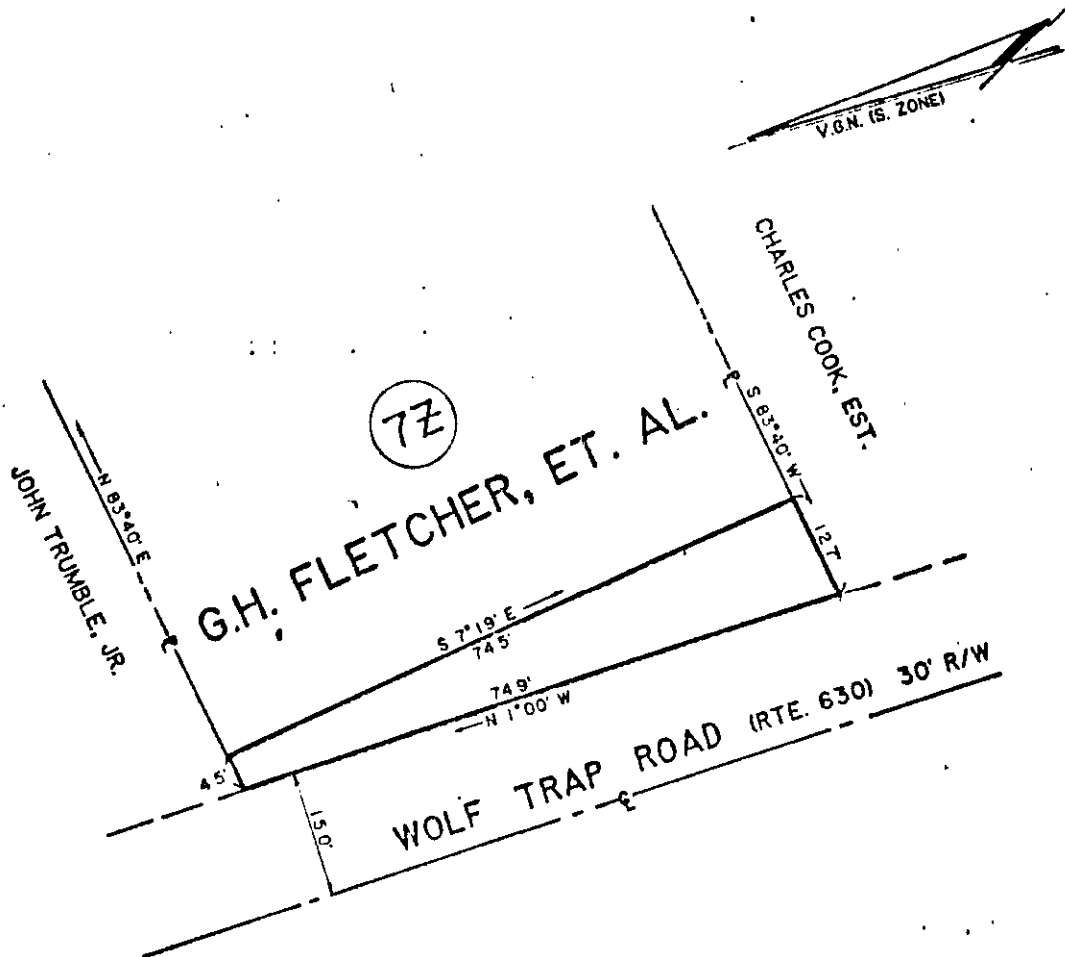 V.G.N. (S. ZONE)
CHARLES COOK, EST.
S 83°40' W
7Z
G.H. FLETCHER, ET. AL.
N 83°40' E
JOHN TRUMBLE, JR.
12.7'
S 7°19' E
74.5'
74.9'
N 1°00' W
4.5'
15.0'
WOLF TRAP ROAD (RTE. 630) 30' R/W